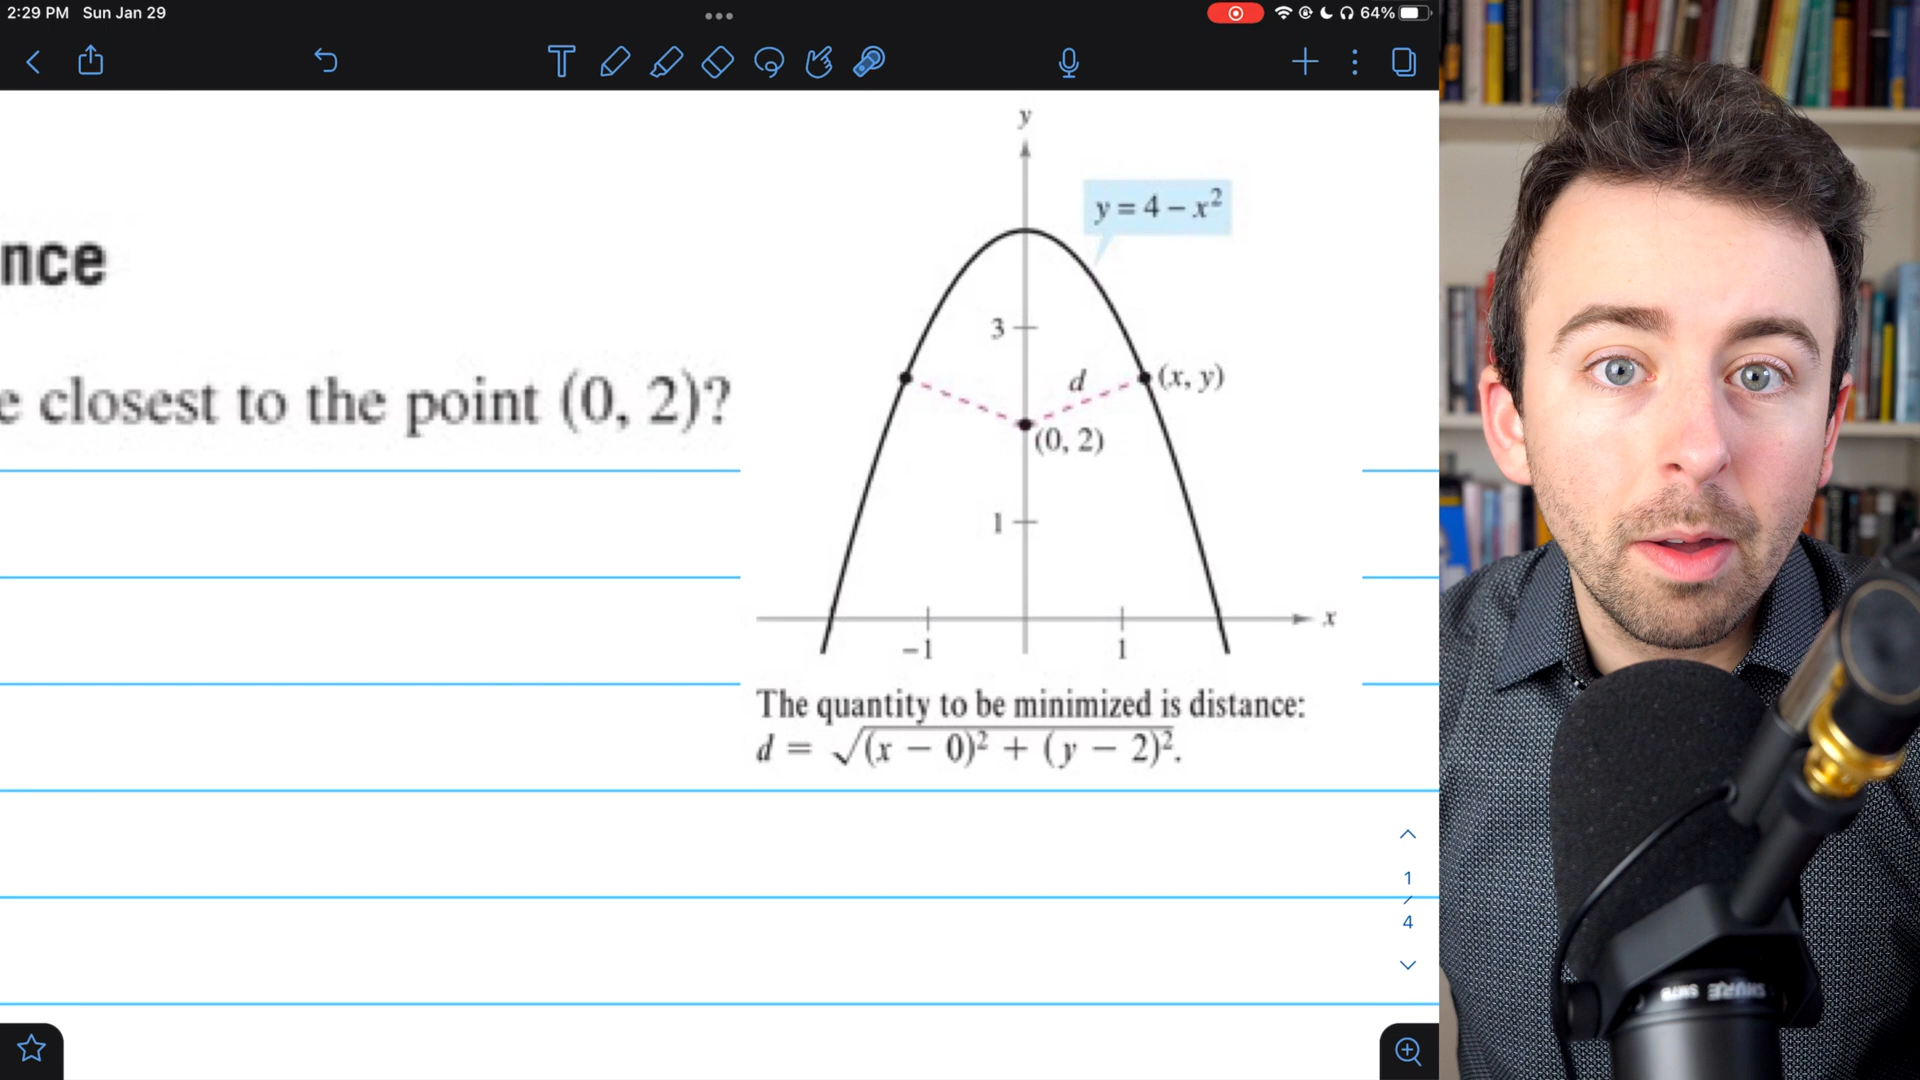 2:29 PM Sun Jan 29
64%
y
y = 4 − x²
nce
3
d
(x, y)
e closest to the point (0, 2)?
(0, 2)
1
x
−1
1
The quantity to be minimized is distance:
d = √(x − 0)² + (y − 2)².
1
/
4
SHURE